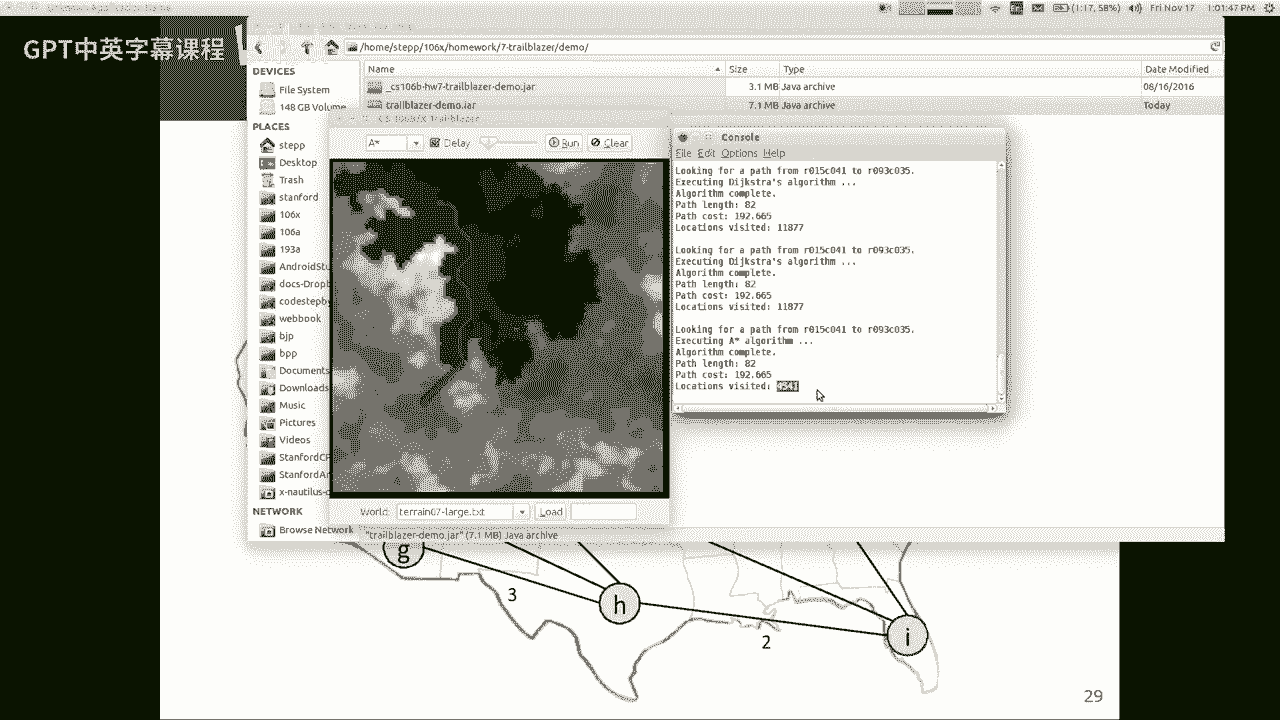 (1:17, 58%) Fri Nov 17 1:01:47 PM
GPT中英字幕课程
/home/stepp/106x/homework/7-trailblazer/demo/
DEVICES
File System
148 GB Volume
PLACES
stepp
Desktop
Trash
stanford
106x
106a
193a
AndroidStu
docs-Dropb
codestepb
webbook
bjp
bpp
Documents
Downloads
Music
Pictures
Videos
StanfordCP
StanfordAr
x-nautilus-d
NETWORK
Browse Network
Name Size Type Date Modified
_cs106b-hw7-trailblazer-demo.jar 3.1 MB Java archive 08/16/2016
trailblazer-demo.jar 7.1 MB Java archive Today
A* Delay Run Clear
World: terrain07-large.txt Load
"trailblazer-demo.jar" (7.1 MB) Java archive
Console
File Edit Options Help
Looking for a path from r015c041 to r093c035.
Executing Dijkstra's algorithm ...
Algorithm complete.
Path length: 82
Path cost: 192.665
Locations visited: 11877
Looking for a path from r015c041 to r093c035.
Executing Dijkstra's algorithm ...
Algorithm complete.
Path length: 82
Path cost: 192.665
Locations visited: 11877
Looking for a path from r015c041 to r093c035.
Executing A* algorithm ...
Algorithm complete.
Path length: 82
Path cost: 192.665
Locations visited:
g
3
h
2
i
29